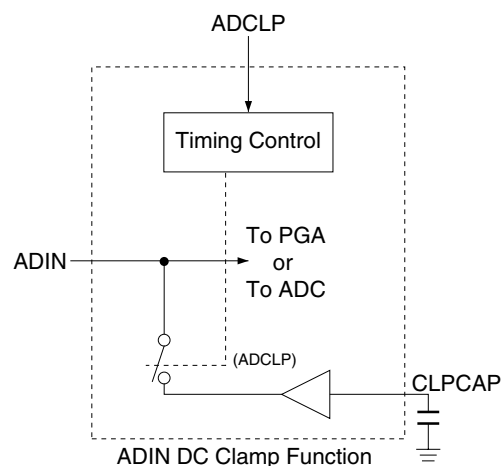 ADCLP
Timing Control
To PGA
or
To ADC
ADIN
(ADCLP)
CLPCAP
ADIN DC Clamp Function